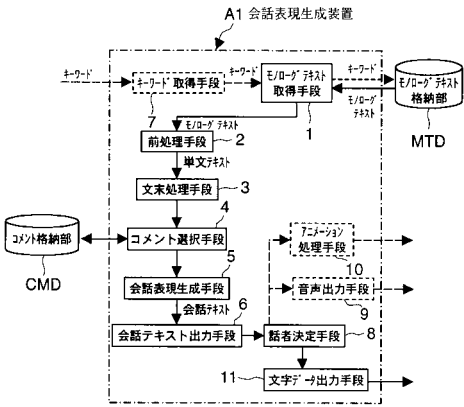 A1 会話表現生成装置
キーワード
キーワード取得手段
キーワード
モノローグテキスト
取得手段
キーワード
モノローグテキスト
モノローグテキスト
格納部
7
1
MTD
モノローグテキスト
前処理手段
2
単文テキスト
文末処理手段
3
4
コメント格納部
コメント選択手段
CMD
5
会話表現生成手段
会話テキスト
6
会話テキスト出力手段
アニメーション
処理手段
10
音声出力手段
9
話者決定手段
8
11
文字データ出力手段